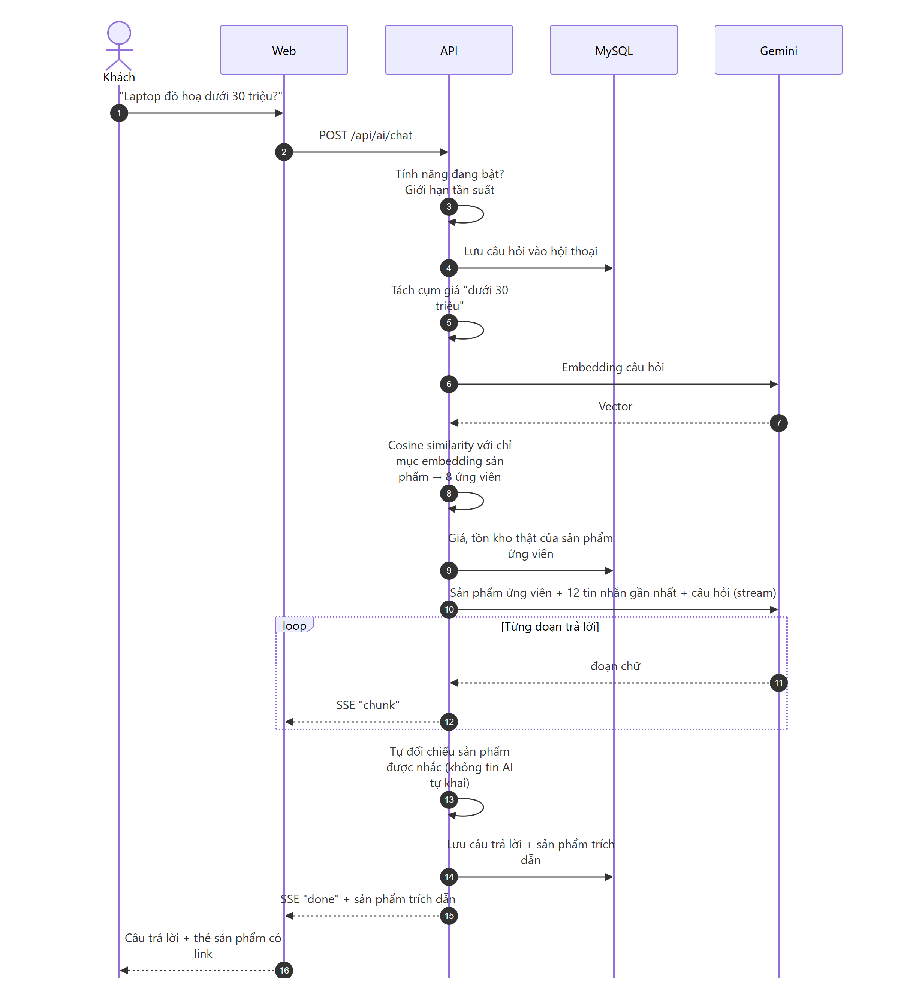 Khách
Web
API
MySQL
Gemini
"Laptop đồ hoạ dưới 30 triệu?"
1
POST /api/ai/chat
2
Tính năng đang bật?
Giới hạn tần suất
3
Lưu câu hỏi vào hội thoại
4
Tách cụm giá "dưới 30
triệu"
5
Embedding câu hỏi
6
Vector
7
Cosine similarity với chỉ
mục embedding sản
phẩm → 8 ứng viên
8
Giá, tồn kho thật của sản phẩm
ứng viên
9
Sản phẩm ứng viên + 12 tin nhắn gần nhất + câu hỏi (stream)
10
loop
[Từng đoạn trả lời]
đoạn chữ
11
SSE "chunk"
12
Tự đối chiếu sản phẩm
được nhắc (không tin AI
tự khai)
13
Lưu câu trả lời + sản phẩm trích
dẫn
14
SSE "done" + sản phẩm trích dẫn
15
Câu trả lời + thẻ sản phẩm có
link
16